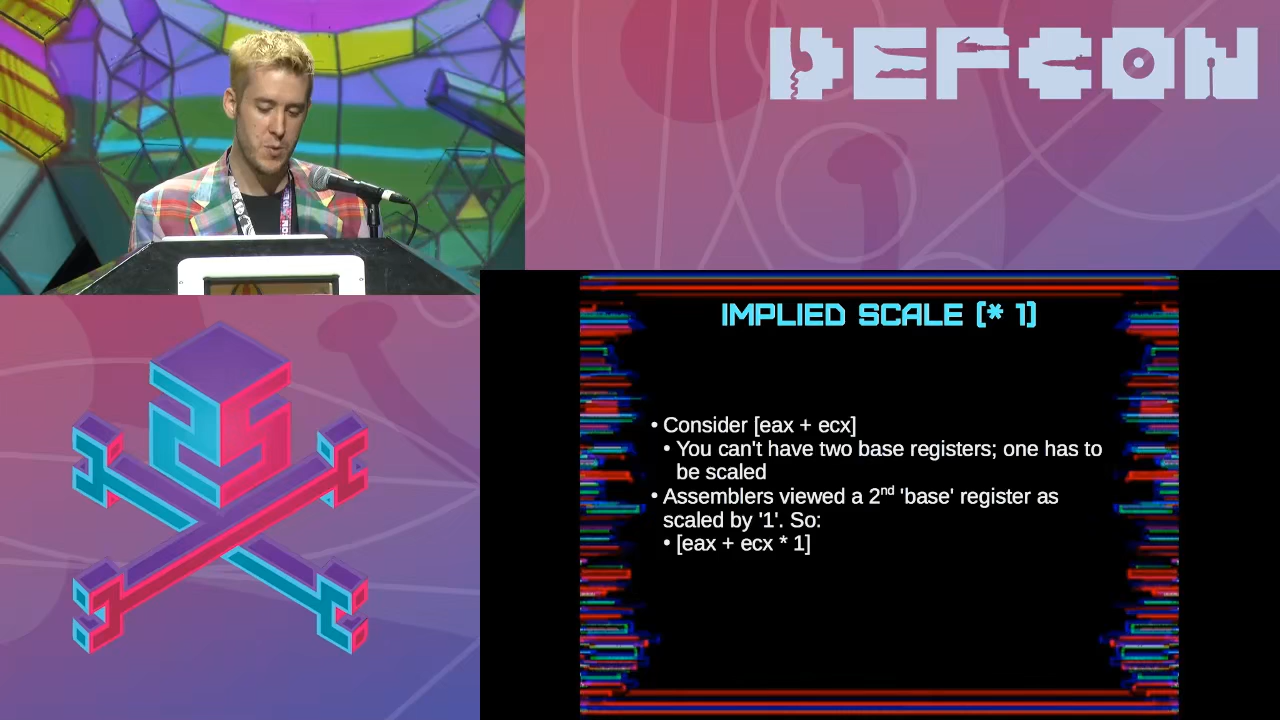 DEFCON
IMPLIED SCALE (* 1)
• Consider [eax + ecx]
• You can't have two base registers; one has to
be scaled
• Assemblers viewed a 2nd 'base' register as
scaled by '1'. So:
• [eax + ecx * 1]